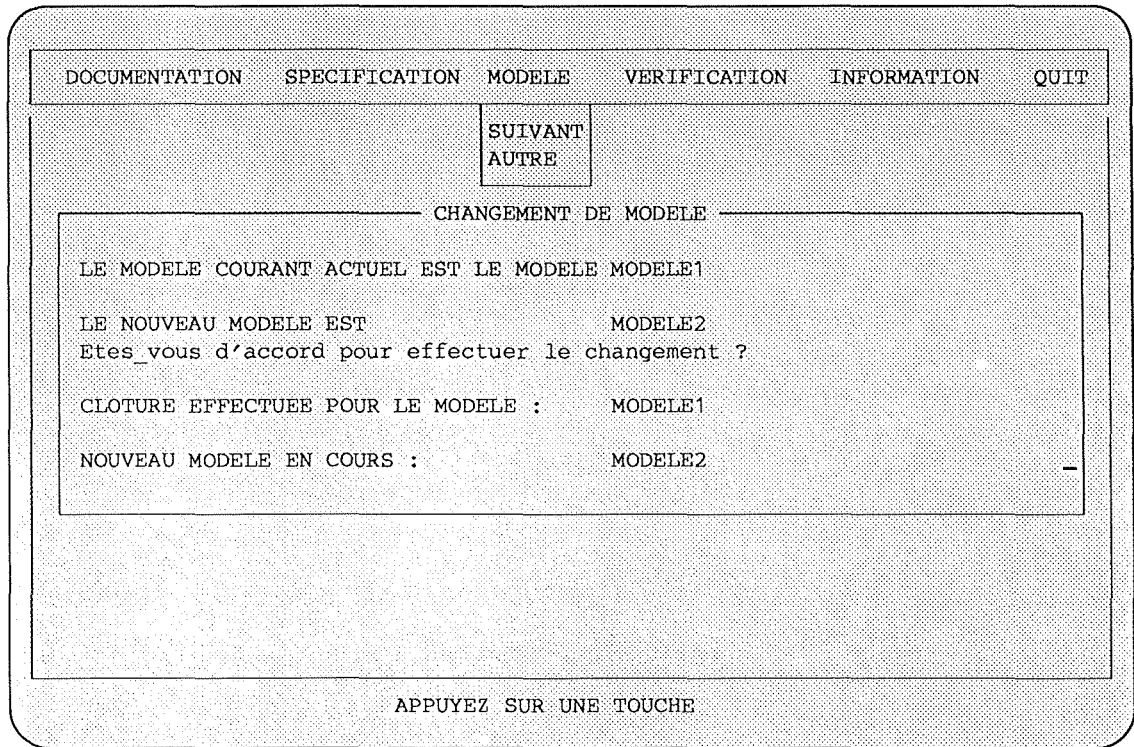 DOCUMENTATION SPECIFICATION MODELE VERIFICATION INFORMATION QUIT
SUIVANT
AUTRE
CHANGEMENT DE MODELE
LE MODELE COURANT ACTUEL EST LE MODELE MODELE1
LE NOUVEAU MODELE EST MODELE2
Etes_vous d'accord pour effectuer le changement ?
CLOTURE EFFECTUEE POUR LE MODELE : MODELE1
NOUVEAU MODELE EN COURS : MODELE2
APPUYEZ SUR UNE TOUCHE